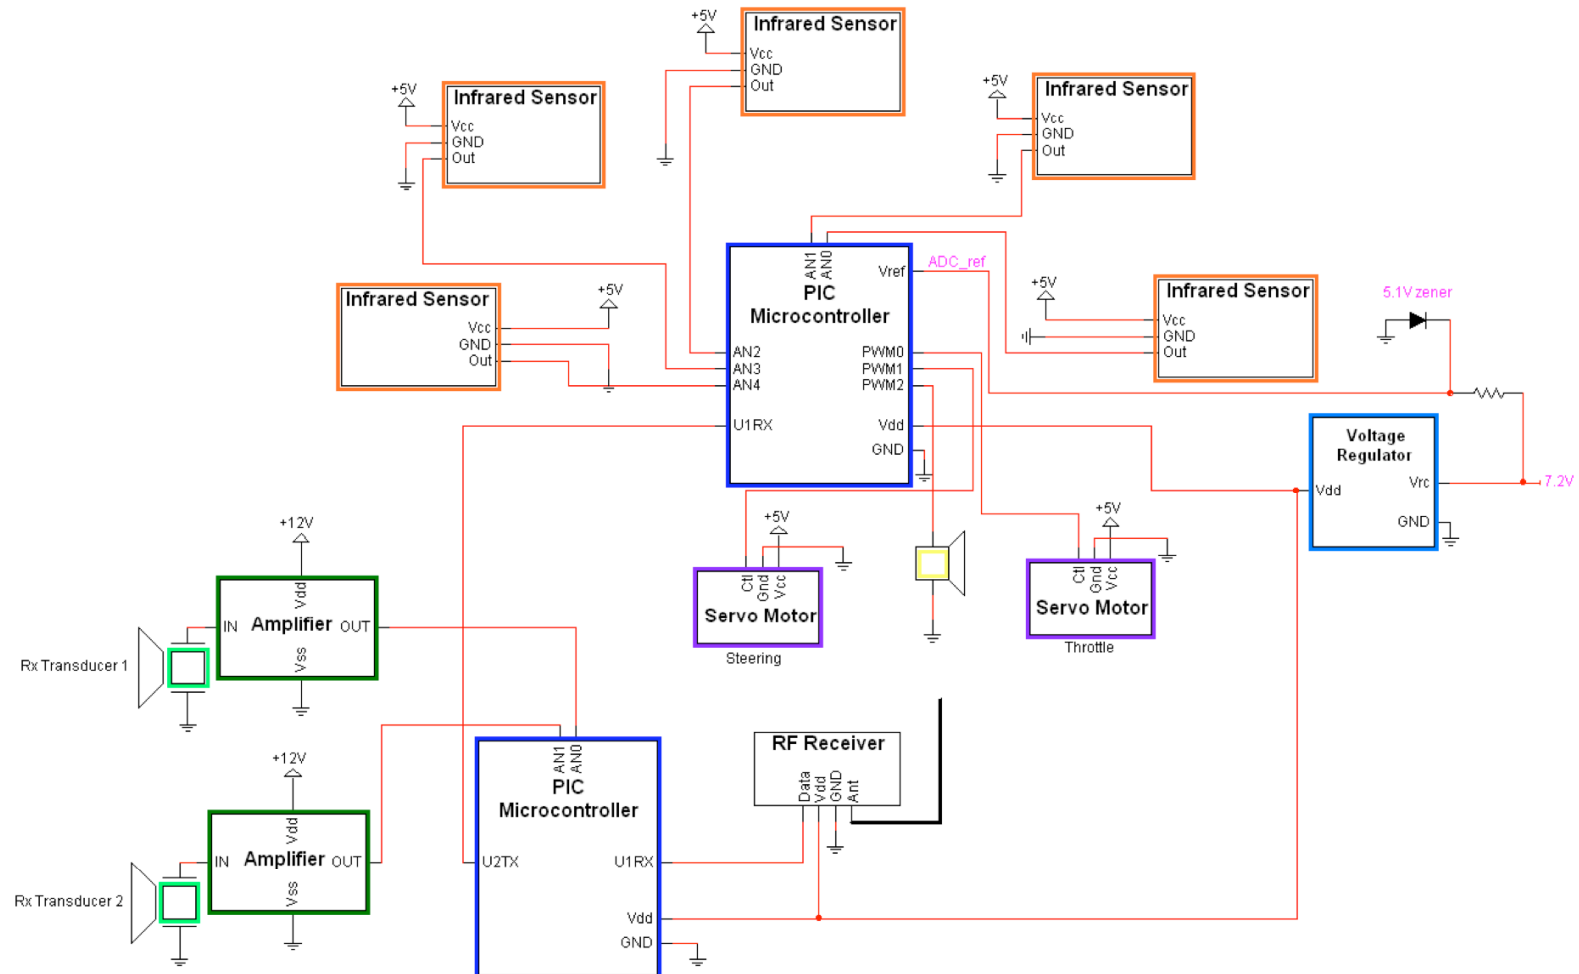 +5V
Infrared Sensor
Vcc
GND
Out
+5V
Infrared Sensor
Vcc
GND
Out
+5V
Infrared Sensor
Vcc
GND
Out
Infrared Sensor
+5V
Vcc
GND
Out
AN1
AN0
Vref
ADC_ref
PIC
Microcontroller
AN2
AN3
AN4
U1RX
PWM0
PWM1
PWM2
Vdd
GND
+5V
Infrared Sensor
Vcc
GND
Out
5.1V zener
Voltage
Regulator
Vdd
Vrc
GND
7.2V
+5V
Ctl
Gnd
Vcc
Servo Motor
Steering
+5V
Ctl
Gnd
Vcc
Servo Motor
Throttle
+12V
Vdd
IN
Amplifier
OUT
Vss
Rx Transducer 1
+12V
Vdd
IN
Amplifier
OUT
Vss
Rx Transducer 2
AN1
AN0
PIC
Microcontroller
U2TX
U1RX
Vdd
GND
RF Receiver
Data
Vdd
GND
Ant